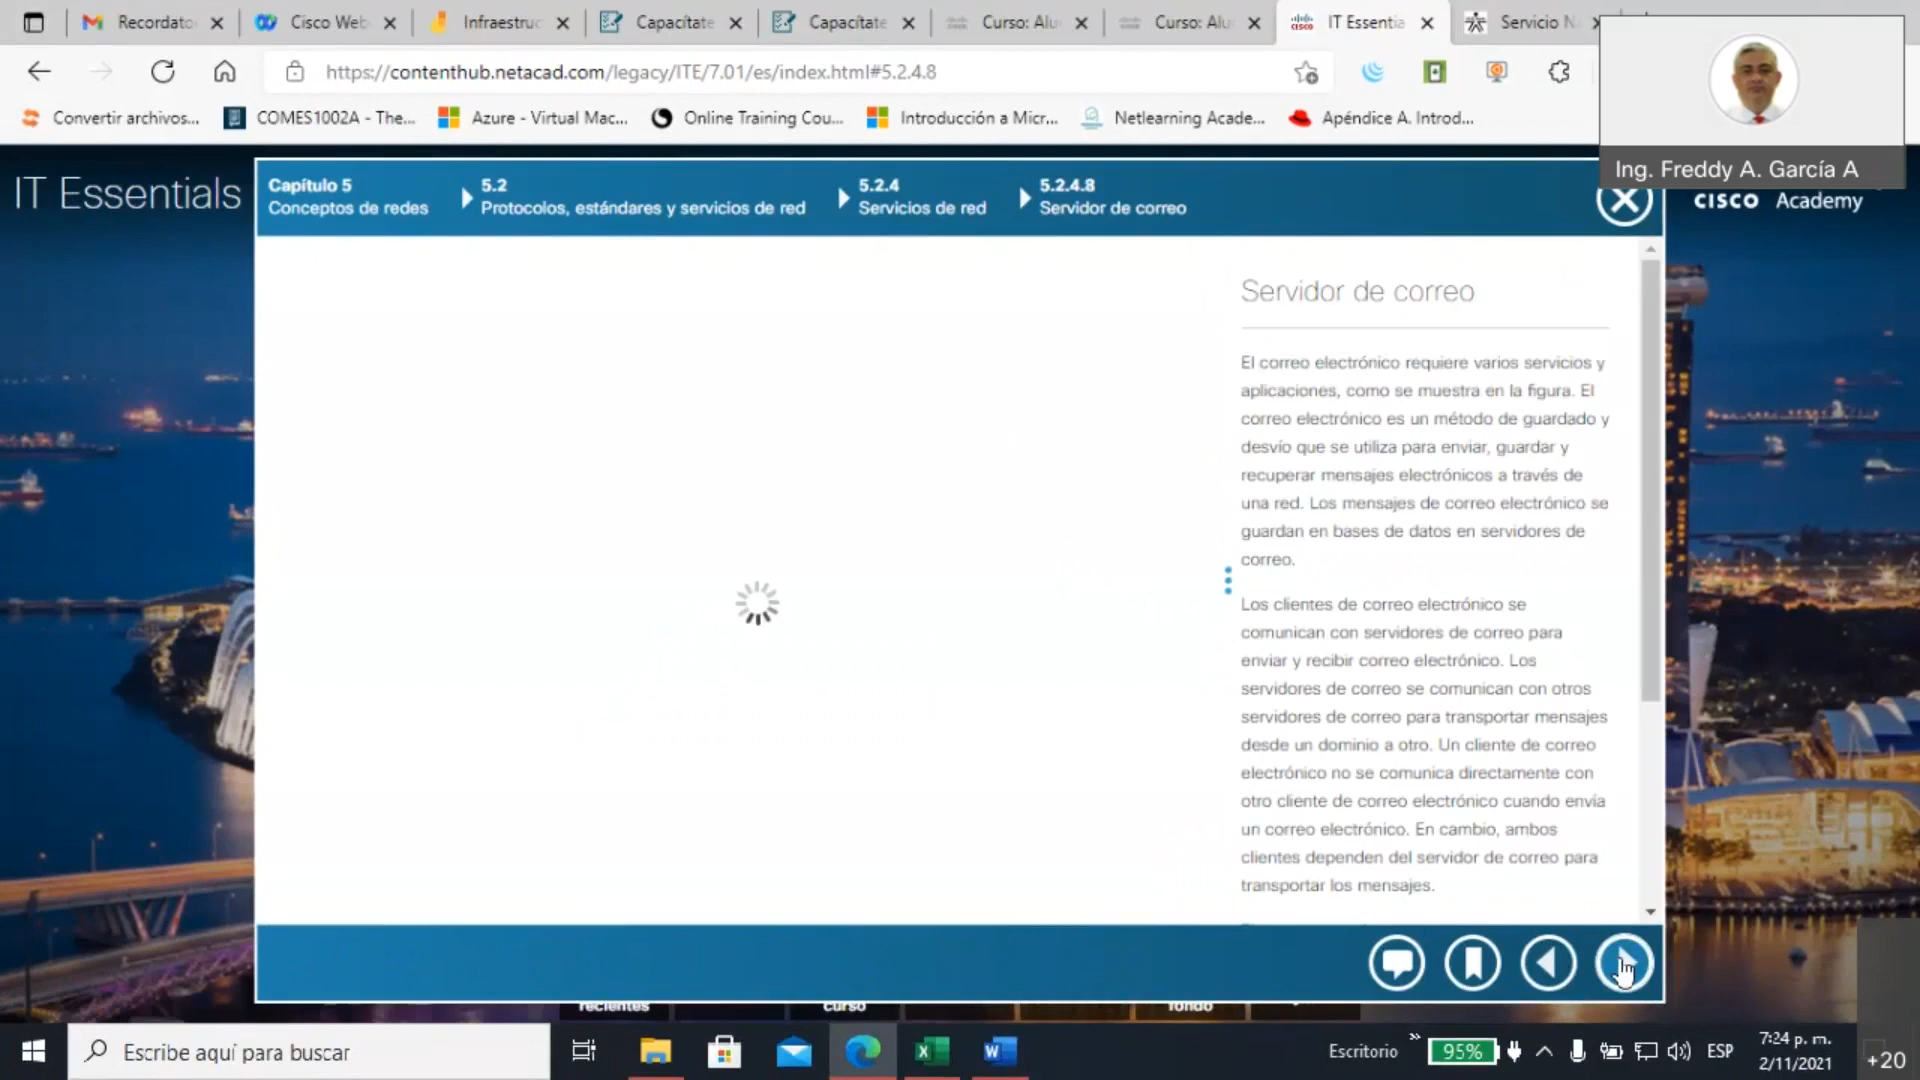 Recordato
Cisco Web
Infraestruc
Capacítate
Capacítate
Curso: Alu
Curso: Alu
IT Essentia
Servicio N
https://contenthub.netacad.com/legacy/ITE/7.01/es/index.html#5.2.4.8
Convertir archivos...
COMES1002A - The...
Azure - Virtual Mac...
Online Training Cou...
Introducción a Micr...
Netlearning Acade...
Apéndice A. Introd...
Ing. Freddy A. García A
IT Essentials
Capítulo 5
Conceptos de redes
5.2
Protocolos, estándares y servicios de red
5.2.4
Servicios de red
5.2.4.8
Servidor de correo
CISCO Academy
Servidor de correo
El correo electrónico requiere varios servicios y
aplicaciones, como se muestra en la figura. El
correo electrónico es un método de guardado y
desvío que se utiliza para enviar, guardar y
recuperar mensajes electrónicos a través de
una red. Los mensajes de correo electrónico se
guardan en bases de datos en servidores de
correo.
Los clientes de correo electrónico se
comunican con servidores de correo para
enviar y recibir correo electrónico. Los
servidores de correo se comunican con otros
servidores de correo para transportar mensajes
desde un dominio a otro. Un cliente de correo
electrónico no se comunica directamente con
otro cliente de correo electrónico cuando envía
un correo electrónico. En cambio, ambos
clientes dependen del servidor de correo para
transportar los mensajes.
recientes
curso
fondo
Escribe aquí para buscar
Escritorio
95%
ESP
7:24 p. m.
2/11/2021
+20